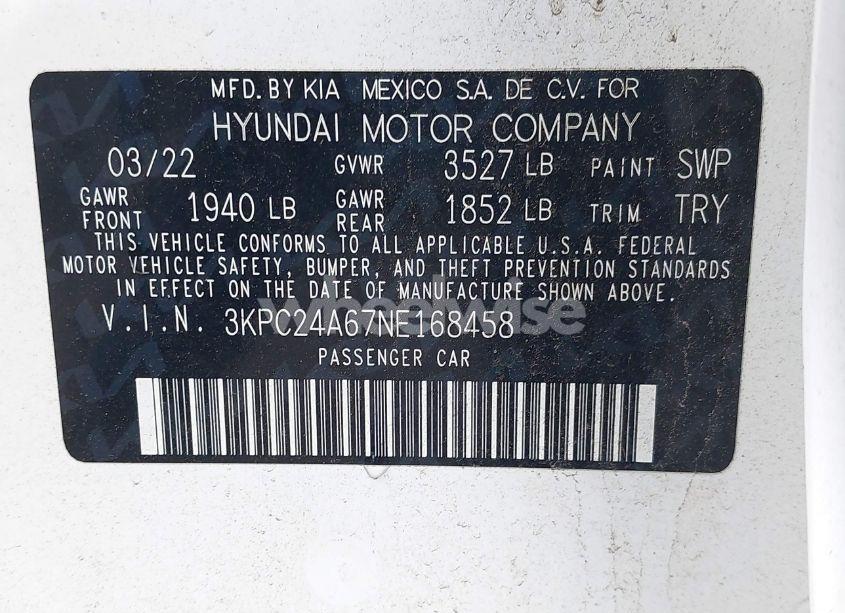 MFD. BY KIA MEXICO S.A. DE C.V. FOR
HYUNDAI MOTOR COMPANY
03/22 GVWR 3527 LB PAINT SWP
GAWR FRONT 1940 LB GAWR REAR 1852 LB TRIM TRY
THIS VEHICLE CONFORMS TO ALL APPLICABLE U.S.A. FEDERAL
MOTOR VEHICLE SAFETY, BUMPER, AND THEFT PREVENTION STANDARDS
IN EFFECT ON THE DATE OF MANUFACTURE SHOWN ABOVE.
wheelwise
V.I.N. 3KPC24A67NE168458
PASSENGER CAR